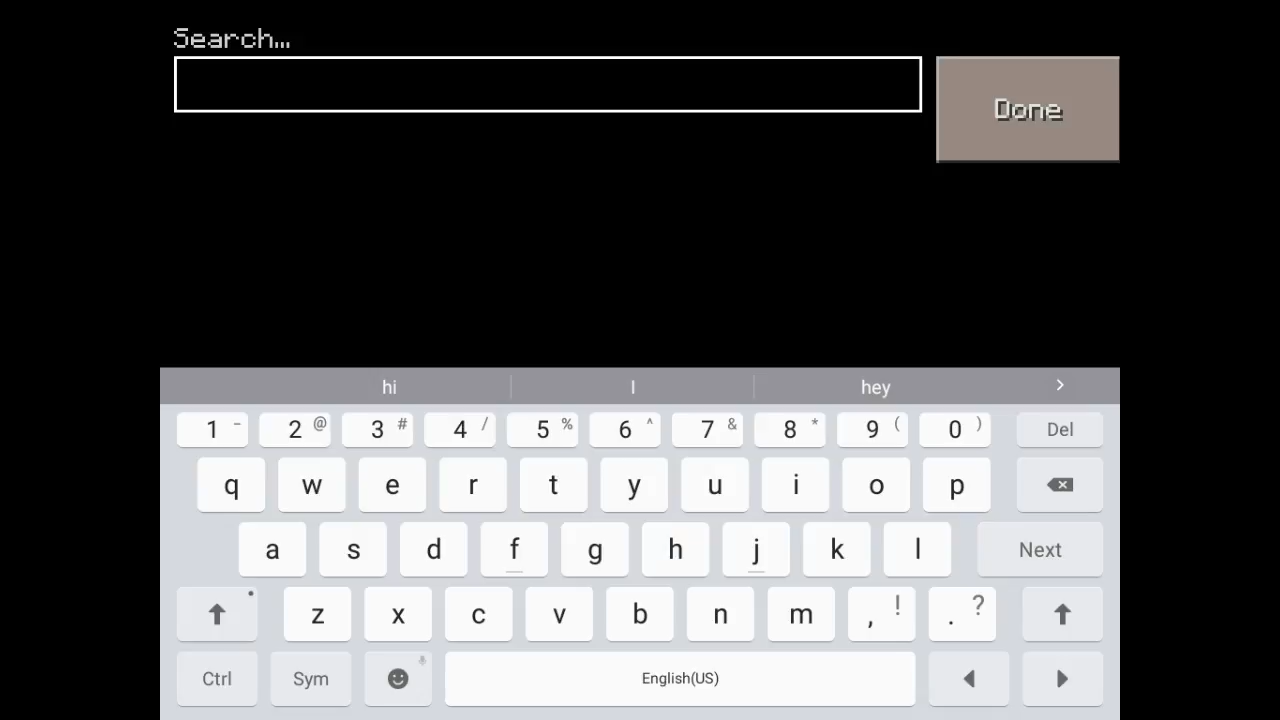 Search...
Done
hi I hey >
1 - 2 @ 3 # 4 / 5 % 6 ^ 7 & 8 * 9 ( 0 ) Del
q w e r t y u i o p
a s d f g h j k l Next
z x c v b n m , ! . ?
Ctrl Sym English(US)